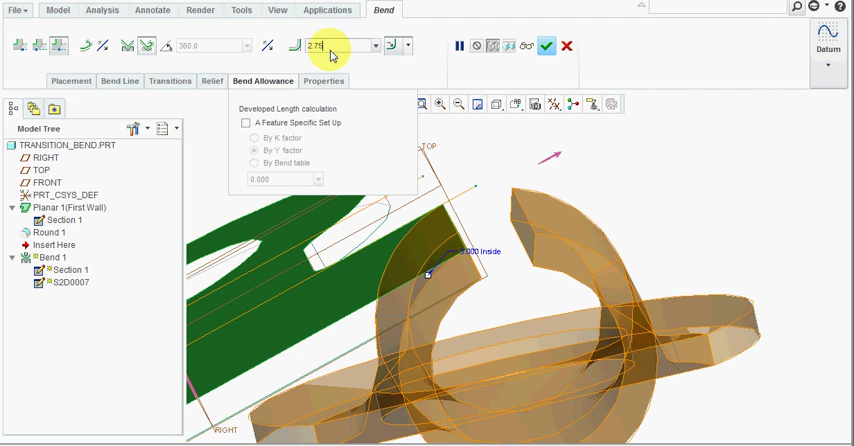 File Model Analysis Annotate Render Tools View Applications Bend
360.0 2.75
Datum
Placement Bend Line Transitions Relief Bend Allowance Properties
Developed Length calculation
A Feature Specific Set Up
By K factor
By Y factor
By Bend table
0.000
Model Tree
TRANSITION_BEND.PRT
RIGHT
TOP
FRONT
PRT_CSYS_DEF
Planar 1(First Wall)
Section 1
Round 1
Insert Here
Bend 1
Section 1
S2D0007
TOP
Inside
RIGHT